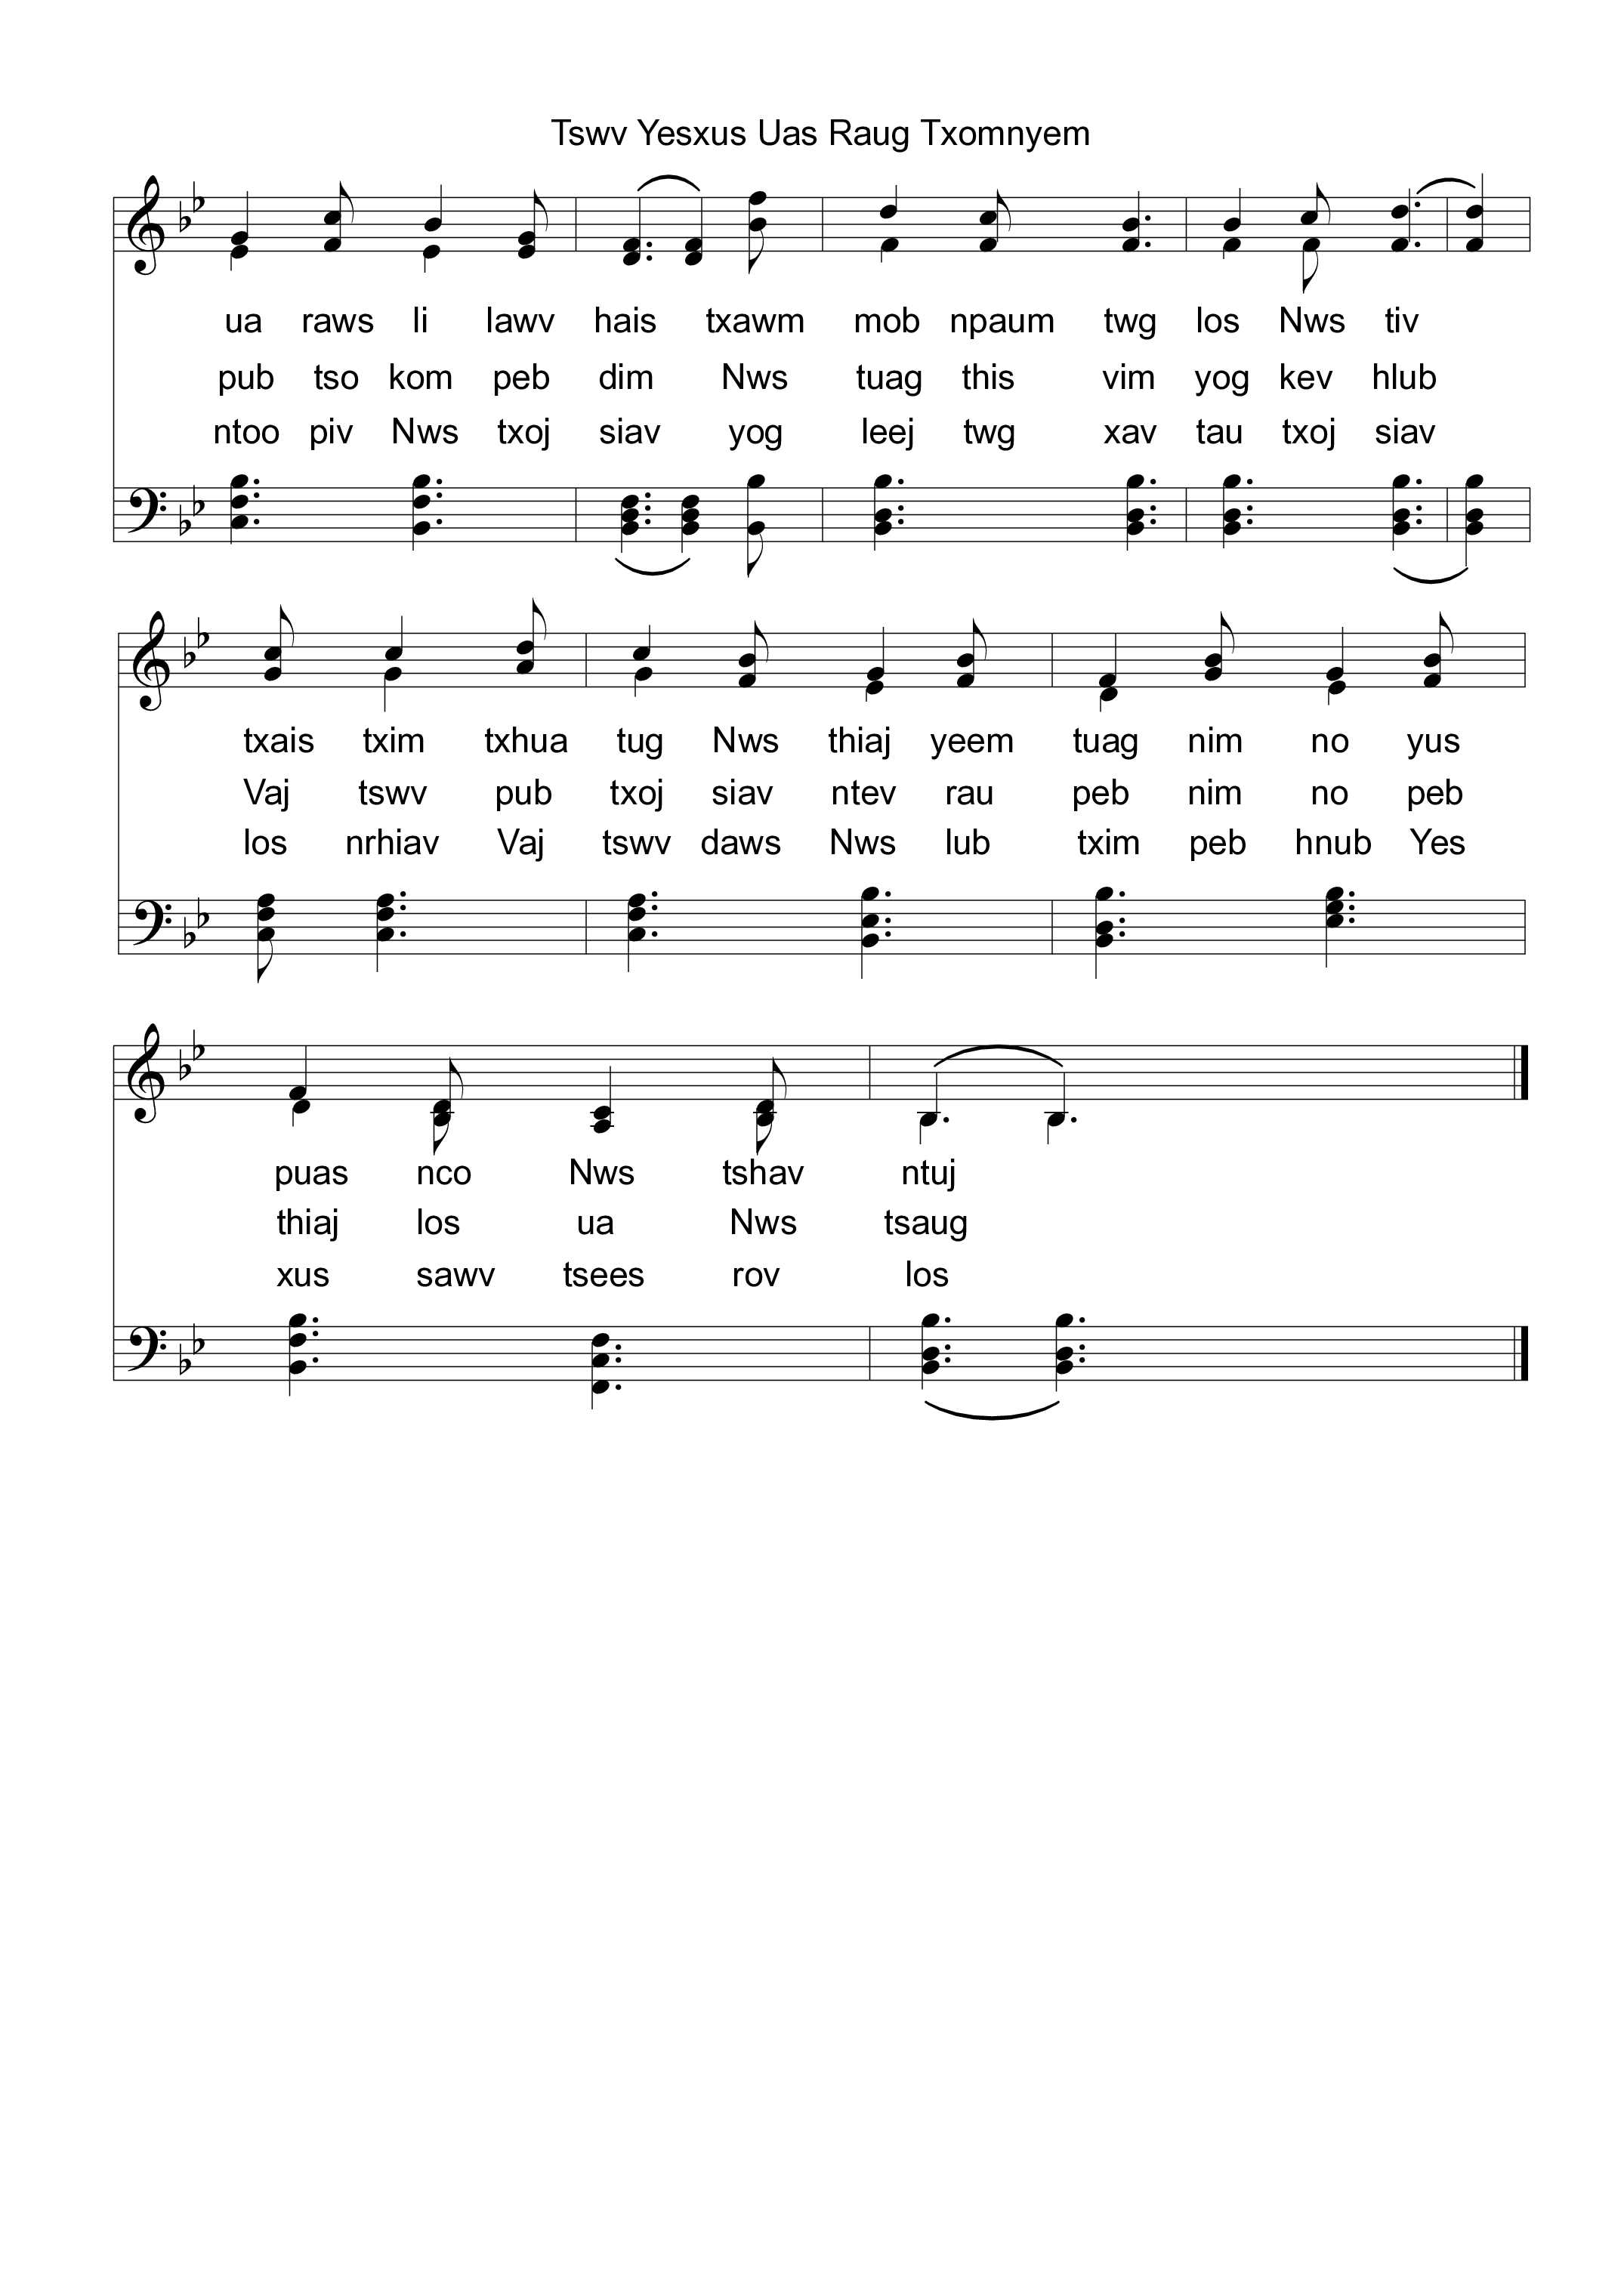 Tswv Yesxus Uas Raug Txomnyem
ua raws li lawv hais txawm mob npaum twg los Nws tiv
pub tso kom peb dim Nws tuag this vim yog kev hlub
ntoo piv Nws txoj siav yog leej twg xav tau txoj siav
txais txim txhua tug Nws thiaj yeem tuag nim no yus
Vaj tswv pub txoj siav ntev rau peb nim no peb
los nrhiav Vaj tswv daws Nws lub txim peb hnub Yes
puas nco Nws tshav ntuj
thiaj los ua Nws tsaug
xus sawv tsees rov los